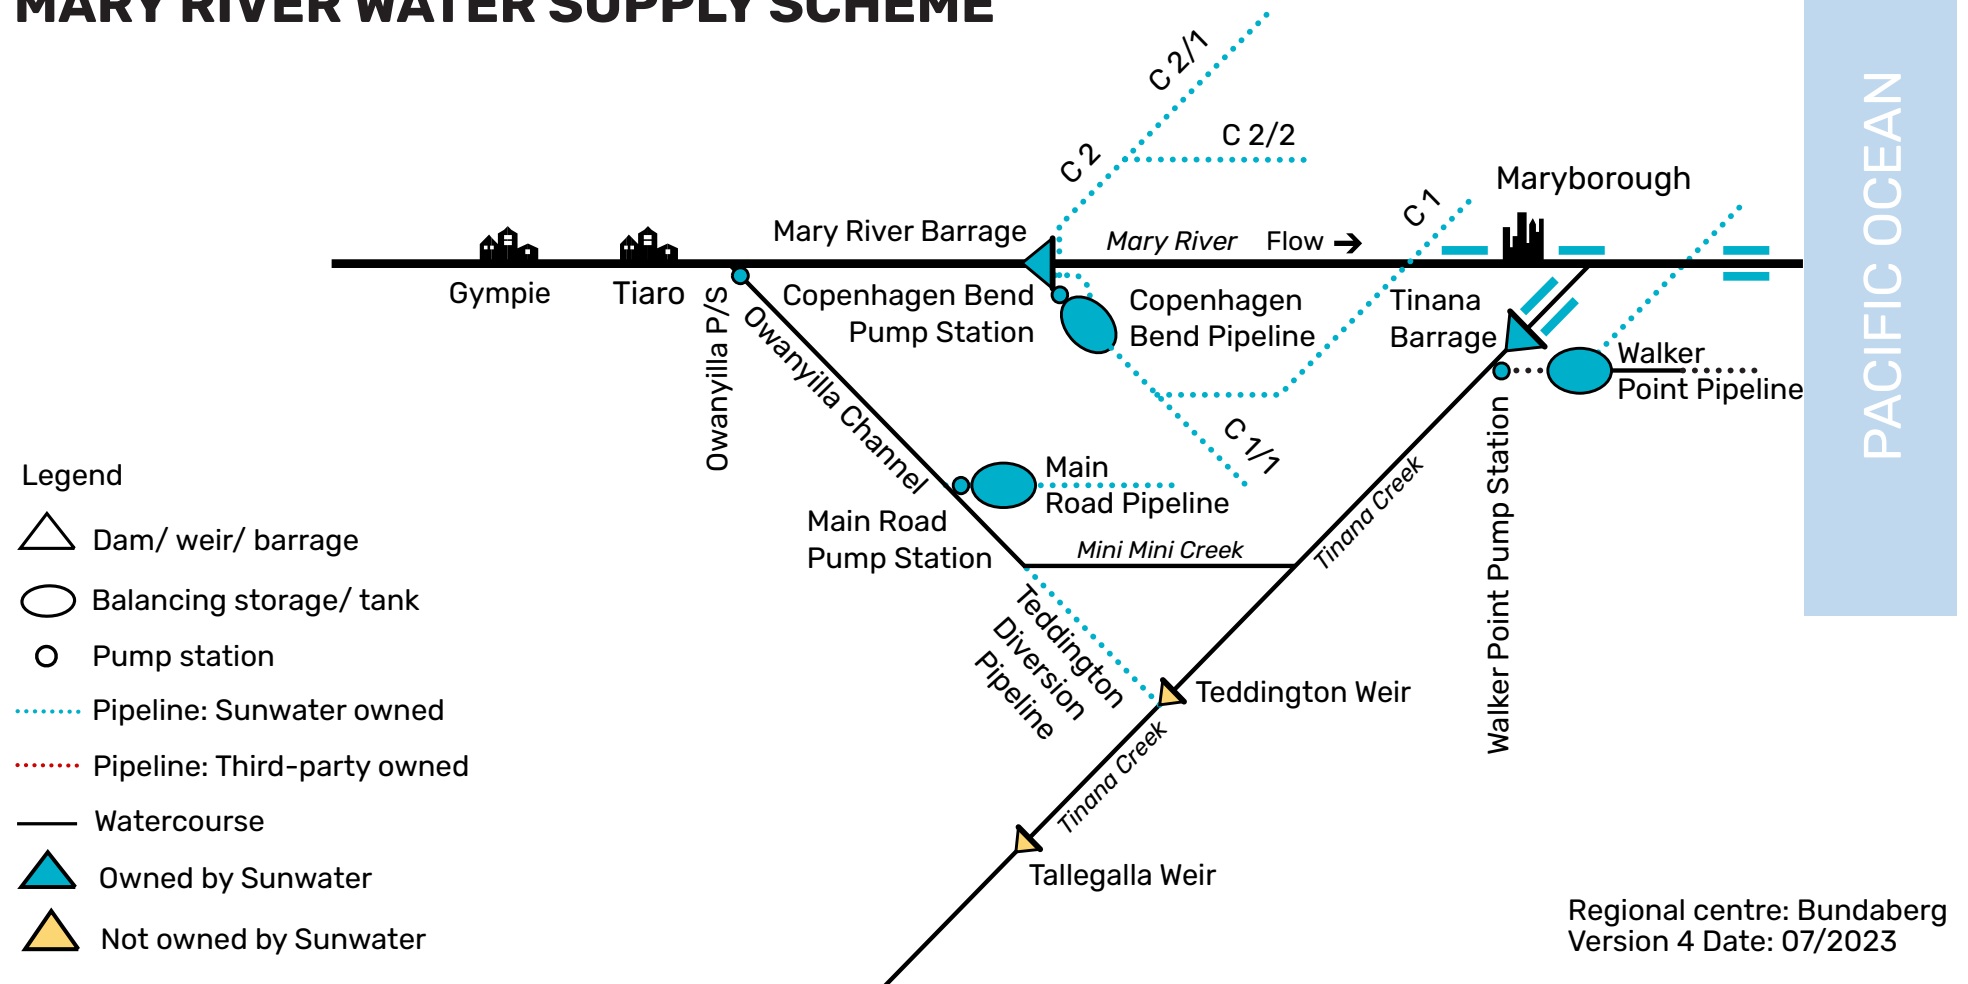 MARY RIVER WATER SUPPLY SCHEME
C 2/1
C 2/2
C 2
C 1
Maryborough
PACIFIC OCEAN
Mary River Barrage
Mary River
Flow
Gympie
Tiaro
Owanyilla P/S
Owanyilla Channel
Copenhagen Bend
Pump Station
Copenhagen
Bend Pipeline
Tinana
Barrage
Walker
Point Pipeline
C 1/1
Walker Point Pump Station
Main
Road Pipeline
Main Road
Pump Station
Mini Mini Creek
Tinana Creek
Teddington
Diversion
Pipeline
Teddington Weir
Tinana Creek
Tallegalla Weir
Legend
Dam/ weir/ barrage
Balancing storage/ tank
Pump station
Pipeline: Sunwater owned
Pipeline: Third-party owned
Watercourse
Owned by Sunwater
Not owned by Sunwater
Regional centre: Bundaberg
Version 4 Date: 07/2023